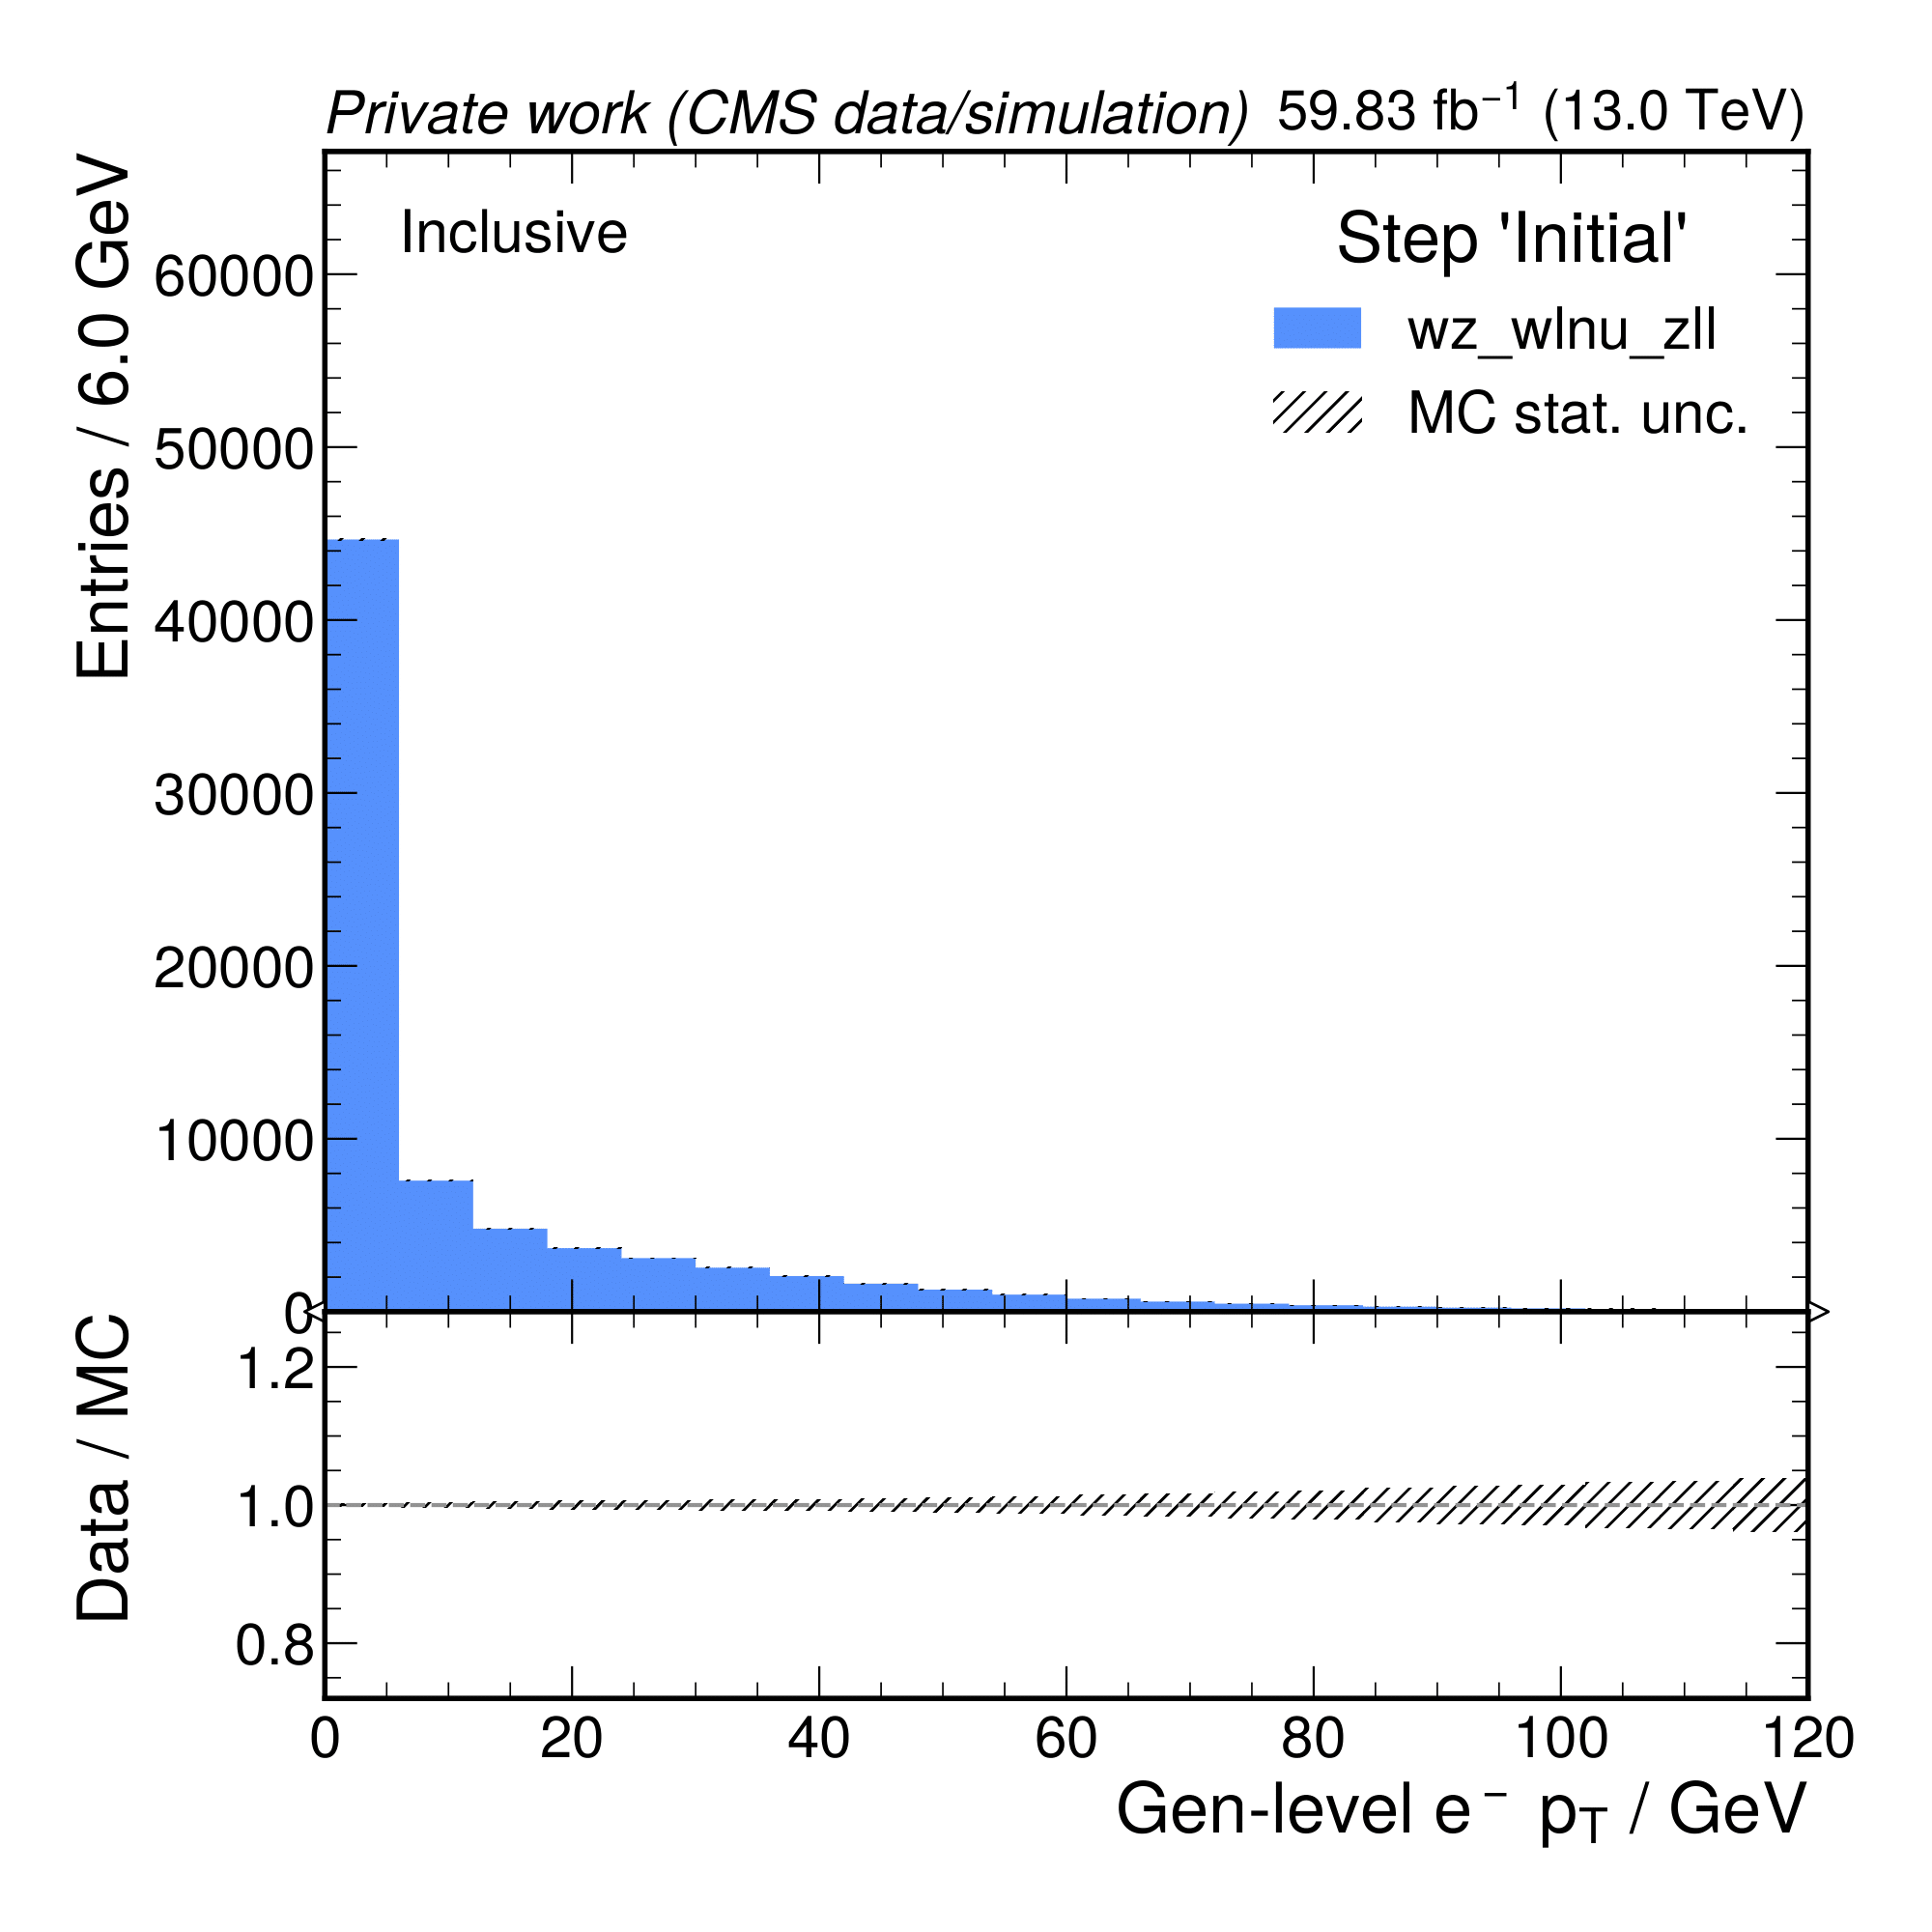 Private work (CMS data/simulation) 59.83 fb⁻¹ (13.0 TeV)
Entries / 6.0 GeV
Inclusive
Step 'Initial'
wz_wlnu_zll
MC stat. unc.
60000
50000
40000
30000
20000
10000
0
Data / MC
1.2
1.0
0.8
0 20 40 60 80 100 120
Gen-level e⁻ p_T / GeV